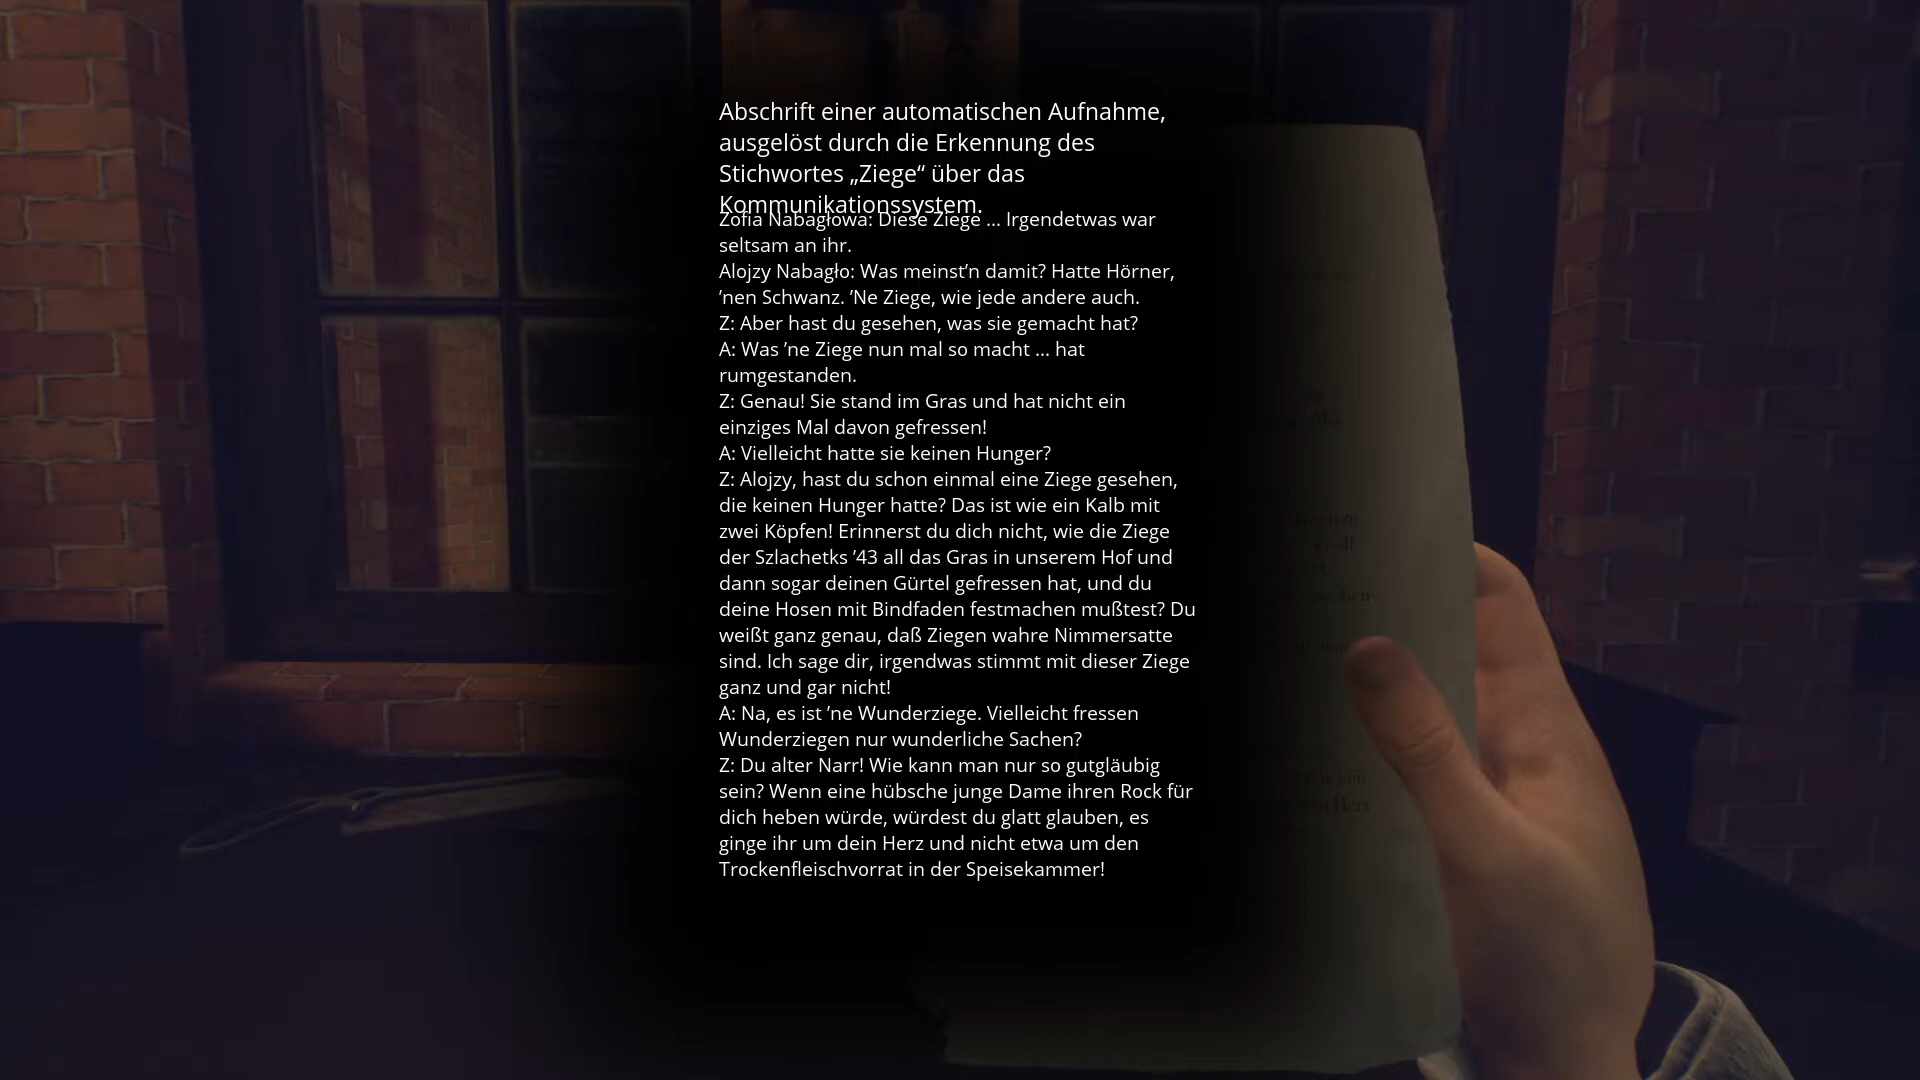 Abschrift einer automatischen Aufnahme,
ausgelöst durch die Erkennung des
Stichwortes „Ziege“ über das
Kommunikationssystem.
Zofia Nabagłowa: Diese Ziege ... Irgendetwas war
seltsam an ihr.
Alojzy Nabagło: Was meinst’n damit? Hatte Hörner,
’nen Schwanz. ’Ne Ziege, wie jede andere auch.
Z: Aber hast du gesehen, was sie gemacht hat?
A: Was ’ne Ziege nun mal so macht ... hat
rumgestanden.
Z: Genau! Sie stand im Gras und hat nicht ein
einziges Mal davon gefressen!
A: Vielleicht hatte sie keinen Hunger?
Z: Alojzy, hast du schon einmal eine Ziege gesehen,
die keinen Hunger hatte? Das ist wie ein Kalb mit
zwei Köpfen! Erinnerst du dich nicht, wie die Ziege
der Szlachetks ’43 all das Gras in unserem Hof und
dann sogar deinen Gürtel gefressen hat, und du
deine Hosen mit Bindfaden festmachen mußtest? Du
weißt ganz genau, daß Ziegen wahre Nimmersatte
sind. Ich sage dir, irgendwas stimmt mit dieser Ziege
ganz und gar nicht!
A: Na, es ist ’ne Wunderziege. Vielleicht fressen
Wunderziegen nur wunderliche Sachen?
Z: Du alter Narr! Wie kann man nur so gutgläubig
sein? Wenn eine hübsche junge Dame ihren Rock für
dich heben würde, würdest du glatt glauben, es
ginge ihr um dein Herz und nicht etwa um den
Trockenfleischvorrat in der Speisekammer!